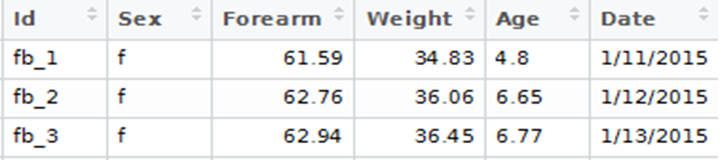 Id Sex Forearm Weight Age Date
fb_1 f 61.59 34.83 4.8 1/11/2015
fb_2 f 62.76 36.06 6.65 1/12/2015
fb_3 f 62.94 36.45 6.77 1/13/2015